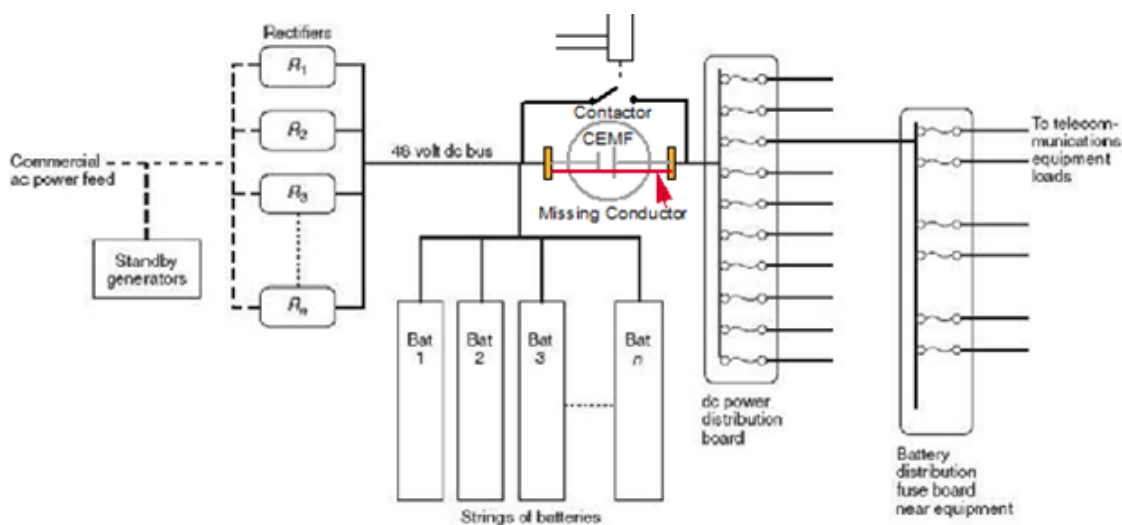 Rectifiers
R1
R2
R3
Rn
Commercial
ac power feed
Standby
generators
48 volt dc bus
Contactor
CEMF
Missing Conductor
Bat
1
Bat
2
Bat
3
Bat
n
Strings of batteries
dc power
distribution
board
To telecom-
munications
equipment
loads
Battery
distribution
fuse board
near equipment